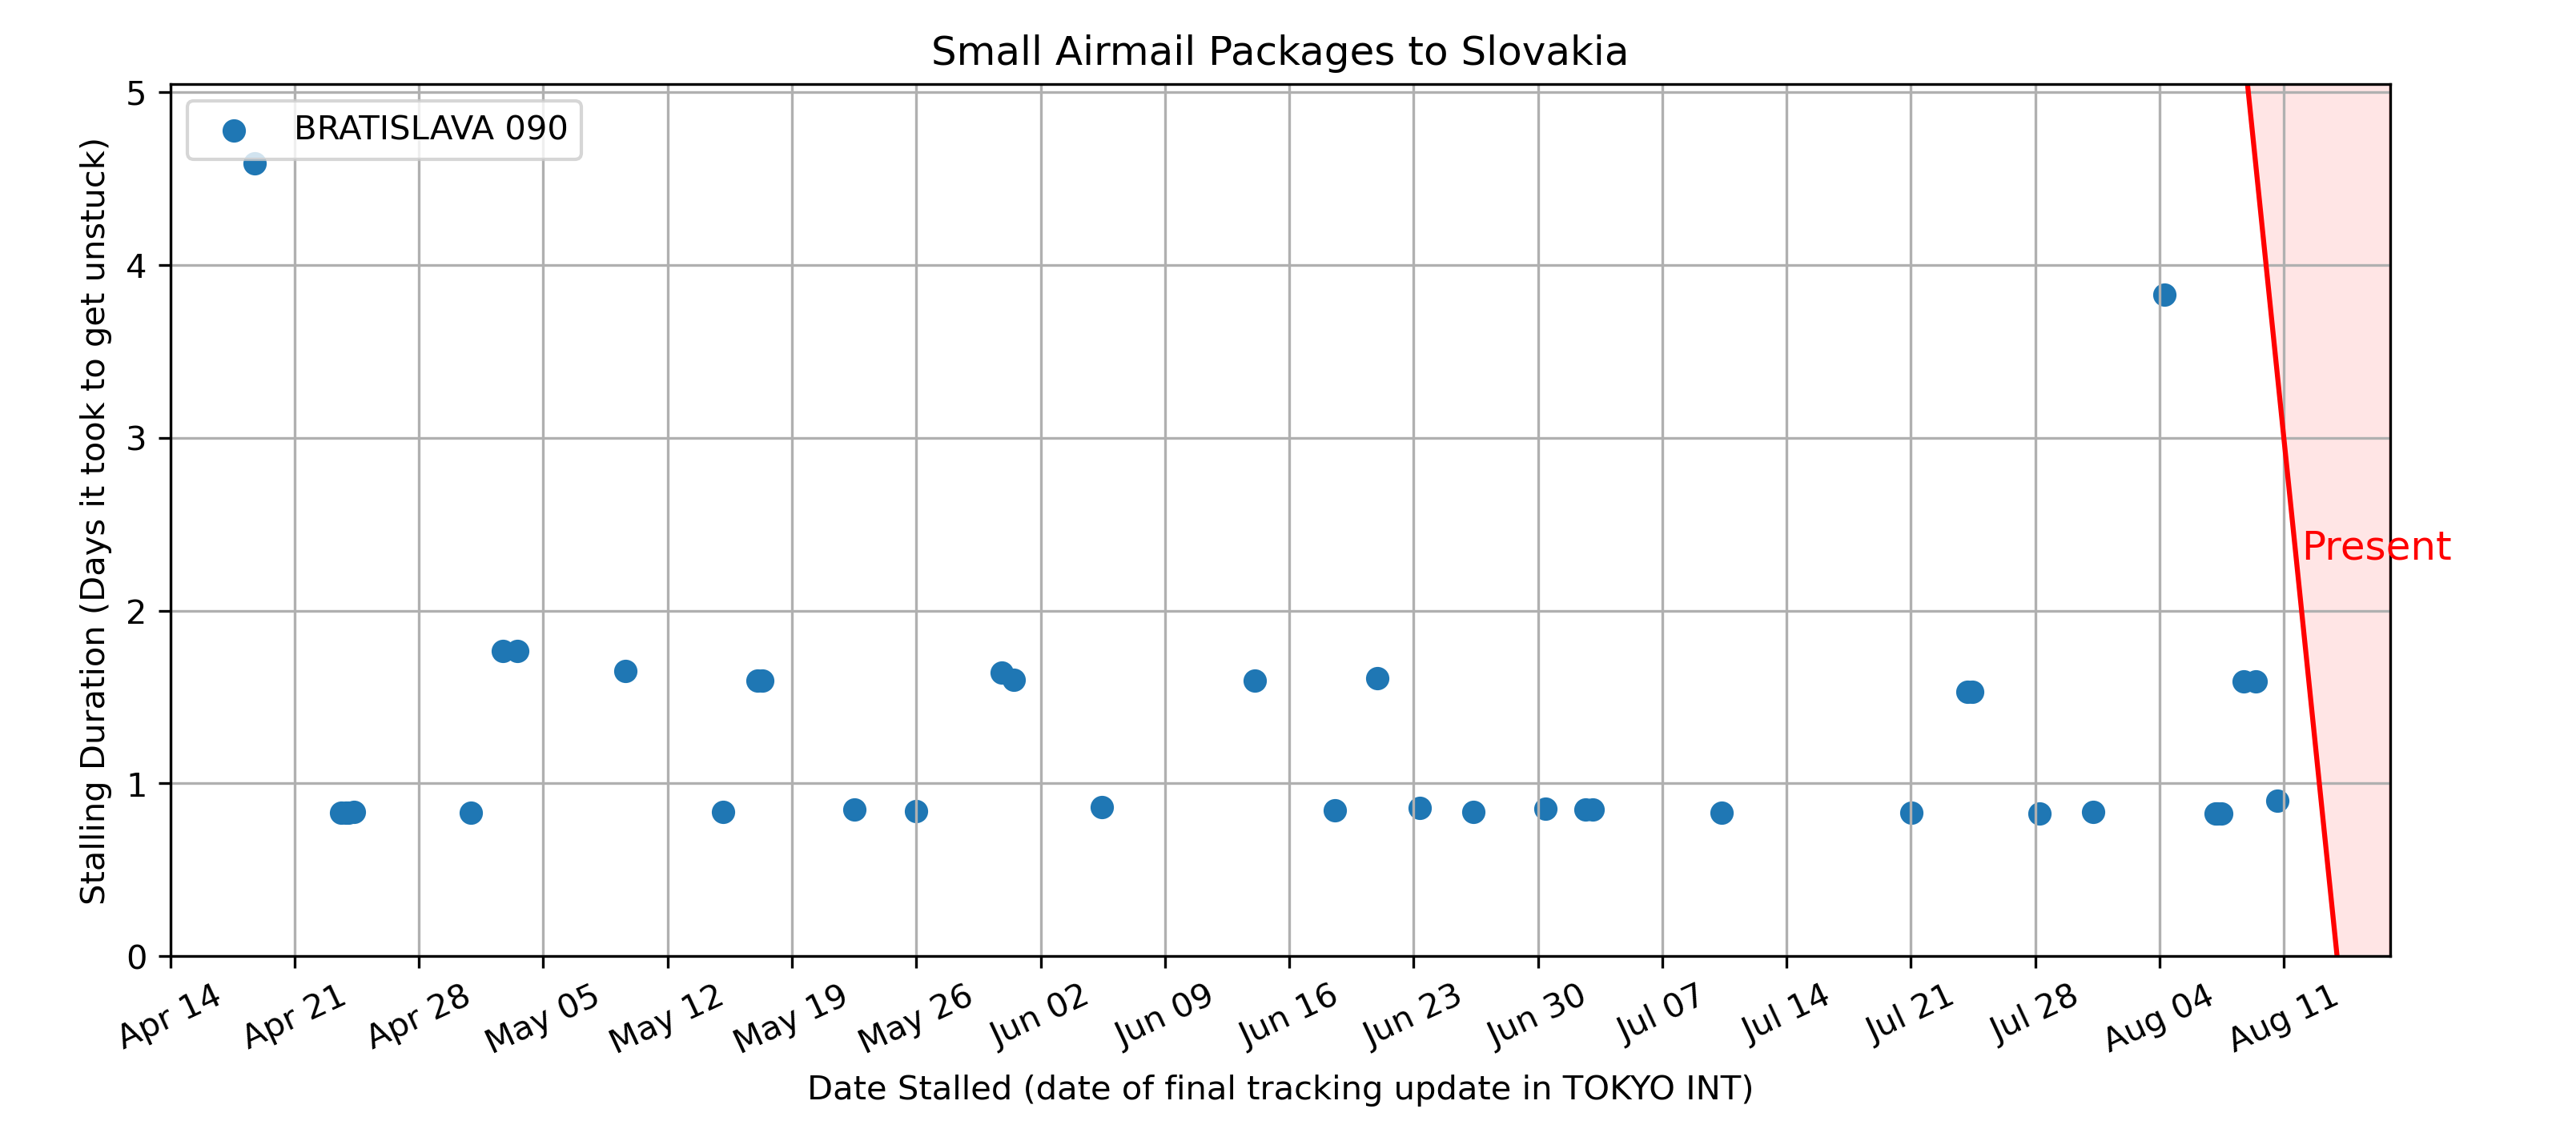 Small Airmail Packages to Slovakia
BRATISLAVA 090
Stalling Duration (Days it took to get unstuck)
5
4
3
2
1
0
Present
Apr 14
Apr 21
Apr 28
May 05
May 12
May 19
May 26
Jun 02
Jun 09
Jun 16
Jun 23
Jun 30
Jul 07
Jul 14
Jul 21
Jul 28
Aug 04
Aug 11
Date Stalled (date of final tracking update in TOKYO INT)